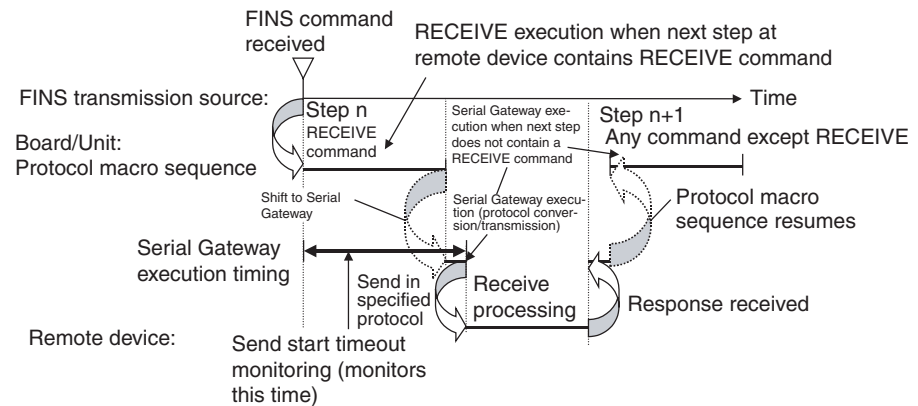 FINS command
received
RECEIVE execution when next step at
remote device contains RECEIVE command
FINS transmission source:
Time
Step n
RECEIVE
command
Serial Gateway exe-
cution when next step
does not contain a
RECEIVE command
Step n+1
Any command except RECEIVE
Board/Unit:
Protocol macro sequence
Shift to Serial
Gateway
Serial Gateway execu-
tion (protocol conver-
sion/transmission)
Protocol macro
sequence resumes
Serial Gateway
execution timing
Send in
specified
protocol
Receive
processing
Response received
Remote device:
Send start timeout
monitoring (monitors
this time)